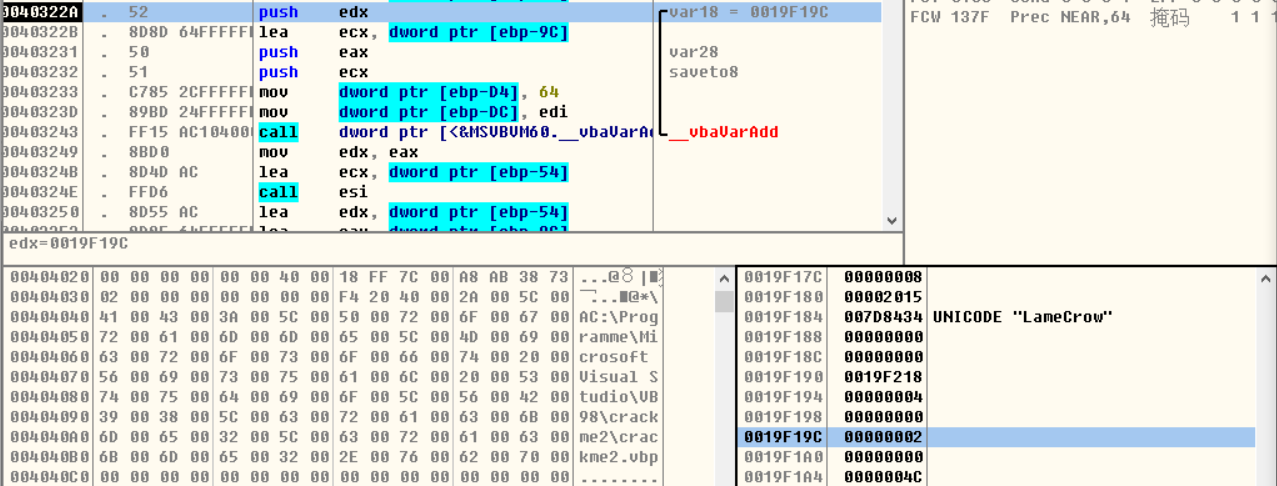 0040322A . 52 push edx var18 = 0019F19C
0040322B . 8D8D 64FFFFFF lea ecx, dword ptr [ebp-9C]
00403231 . 50 push eax var28
00403232 . 51 push ecx saveto8
00403233 . C785 2CFFFFF mov dword ptr [ebp-D4], 64
0040323D . 89BD 24FFFFF mov dword ptr [ebp-DC], edi
00403243 . FF15 AC10400 call dword ptr [<&MSVBVM60.__vbaVarA __vbaVarAdd
00403249 . 8BD0 mov edx, eax
0040324B . 8D4D AC lea ecx, dword ptr [ebp-54]
0040324E . FFD6 call esi
00403250 . 8D55 AC lea edx, dword ptr [ebp-54]
FCW 137F Prec NEAR,64 掩码 1 1 1
edx=0019F19C
00404020 00 00 00 00 00 00 40 00 18 FF 7C 00 A8 AB 38 73
00404030 02 00 00 00 00 00 00 00 F4 20 40 00 2A 00 5C 00
00404040 41 00 43 00 3A 00 5C 00 50 00 72 00 6F 00 67 00 AC:\Prog
00404050 72 00 61 00 6D 00 6D 00 65 00 5C 00 4D 00 69 00 ramme\Mi
00404060 63 00 72 00 6F 00 73 00 6F 00 66 00 74 00 20 00 crosoft
00404070 56 00 69 00 73 00 75 00 61 00 6C 00 20 00 53 00 Visual S
00404080 74 00 75 00 64 00 69 00 6F 00 5C 00 56 00 42 00 tudio\VB
00404090 39 00 38 00 5C 00 63 00 72 00 61 00 63 00 6B 00 98\crack
004040A0 6D 00 65 00 32 00 5C 00 63 00 72 00 61 00 63 00 me2\crac
004040B0 6B 00 6D 00 65 00 32 00 2E 00 76 00 62 00 70 00 kme2.vbp
004040C0 00 00 00 00 00 00 00 00 00 00 00 00 00 00 00 00 ........
0019F17C 00000008
0019F180 00002015
0019F184 007D8434 UNICODE "LameCrow"
0019F188 00000000
0019F18C 00000000
0019F190 0019F218
0019F194 00000004
0019F198 00000000
0019F19C 00000002
0019F1A0 00000000
0019F1A4 0000004C